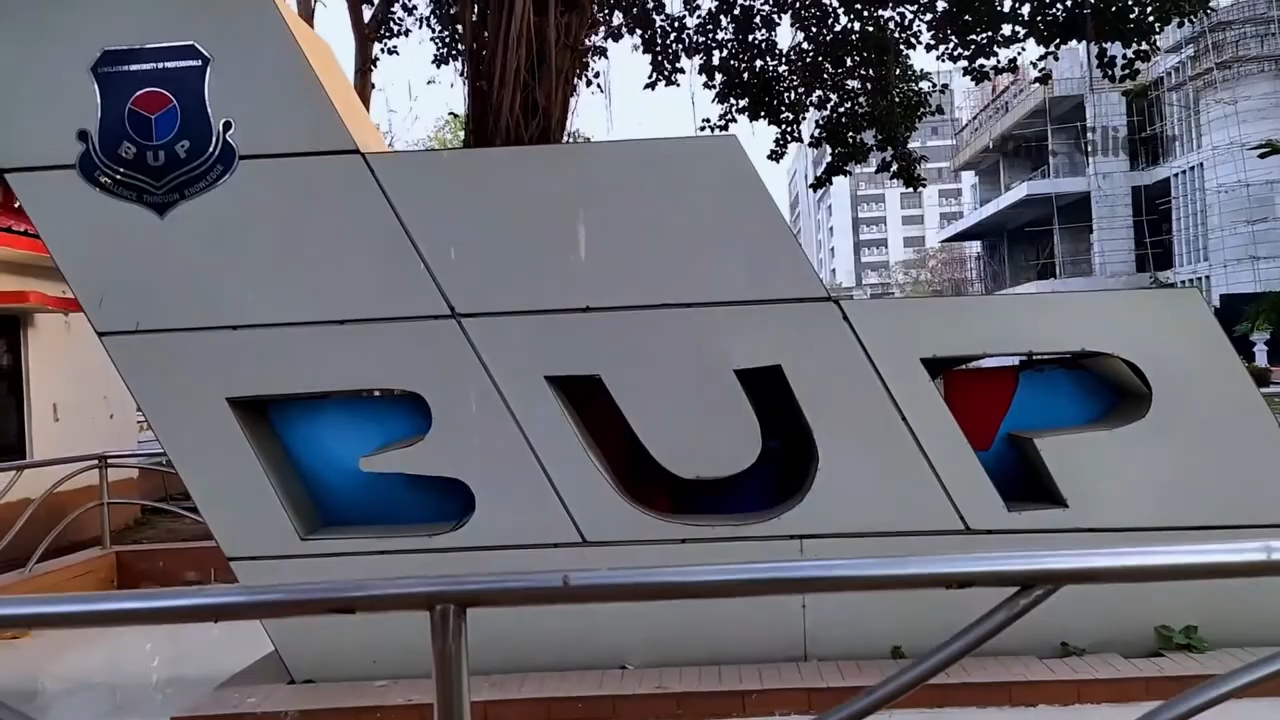 BANGLADESH UNIVERSITY OF PROFESSIONALS
BUP
EXCELLENCE THROUGH KNOWLEDGE
BUP